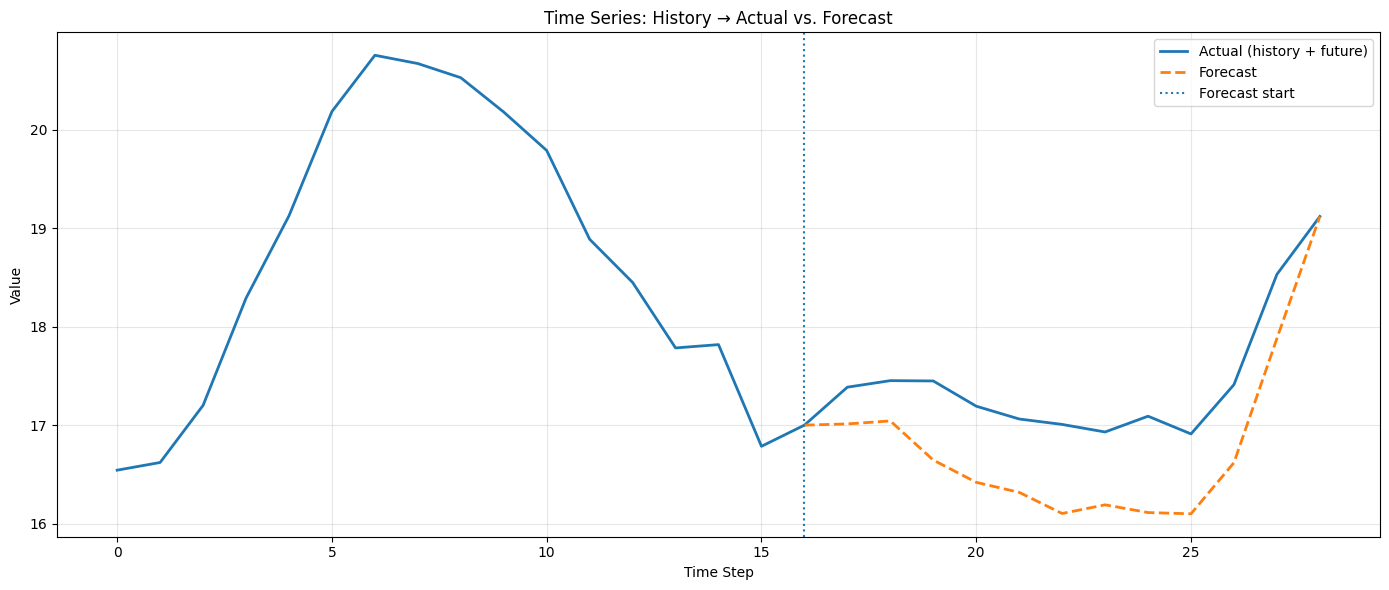 Time Series: History → Actual vs. Forecast
Actual (history + future)
Forecast
Forecast start
Value
20
19
18
17
16
0 5 10 15 20 25
Time Step